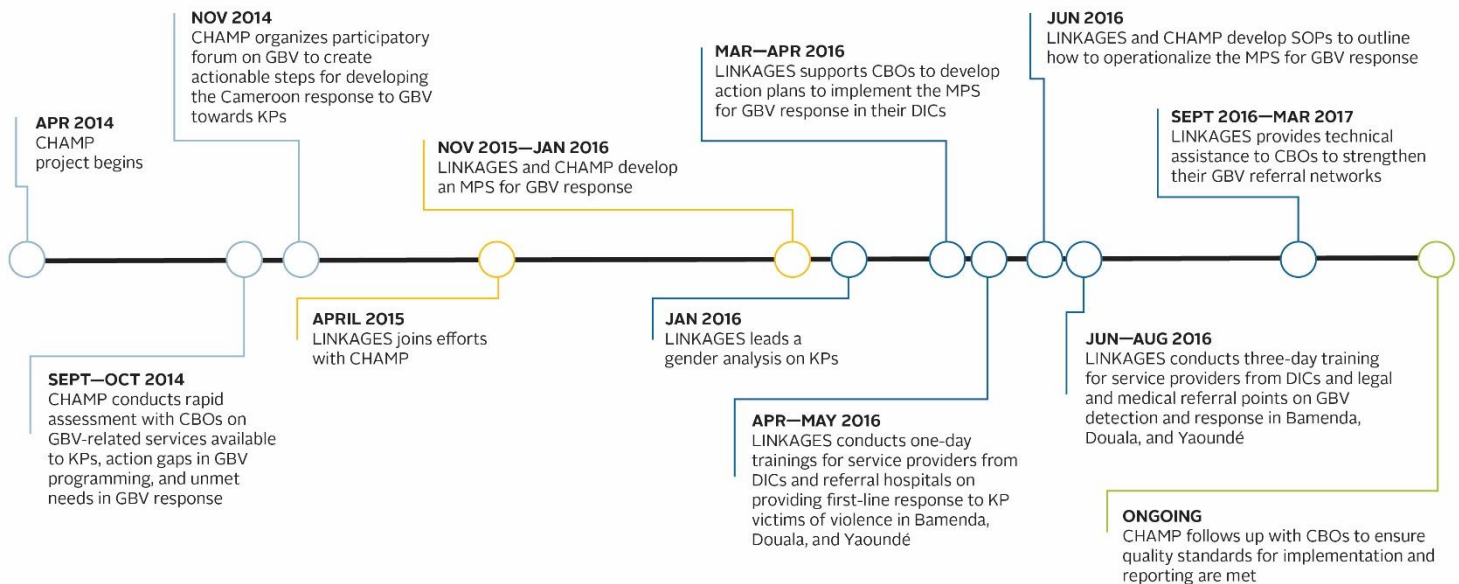 APR 2014
CHAMP
project begins
SEPT—OCT 2014
CHAMP conducts rapid
assessment with CBOs on
GBV-related services available
to KPs, action gaps in GBV
programming, and unmet
needs in GBV response
NOV 2014
CHAMP organizes participatory
forum on GBV to create
actionable steps for developing
the Cameroon response to GBV
towards KPs
APRIL 2015
LINKAGES joins efforts
with CHAMP
NOV 2015—JAN 2016
LINKAGES and CHAMP develop
an MPS for GBV response
JAN 2016
LINKAGES leads a
gender analysis on KPs
MAR—APR 2016
LINKAGES supports CBOs to develop
action plans to implement the MPS
for GBV response in their DICs
APR—MAY 2016
LINKAGES conducts one-day
trainings for service providers from
DICs and referral hospitals on
providing first-line response to KP
victims of violence in Bamenda,
Douala, and Yaoundé
JUN 2016
LINKAGES and CHAMP develop SOPs to outline
how to operationalize the MPS for GBV response
JUN—AUG 2016
LINKAGES conducts three-day training
for service providers from DICs and legal
and medical referral points on GBV
detection and response in Bamenda,
Douala, and Yaoundé
SEPT 2016—MAR 2017
LINKAGES provides technical
assistance to CBOs to strengthen
their GBV referral networks
ONGOING
CHAMP follows up with CBOs to ensure
quality standards for implementation and
reporting are met